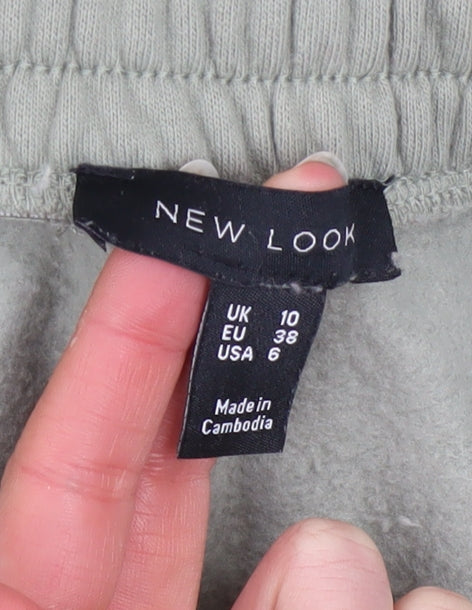 NEW LOOK
UK 10
EU 38
USA 6
Made in
Cambodia